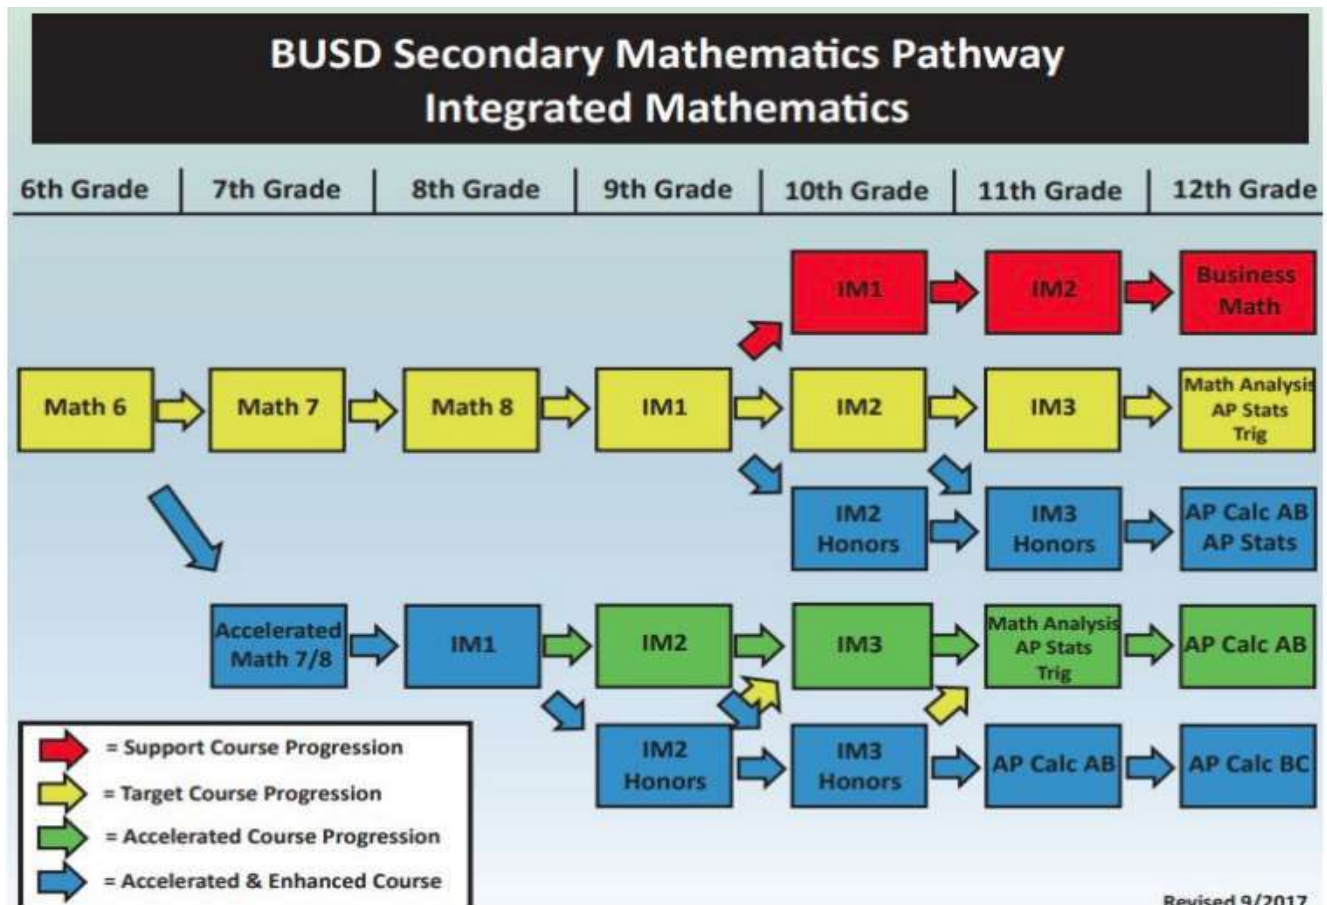 BUSD Secondary Mathematics Pathway
Integrated Mathematics
6th Grade
7th Grade
8th Grade
9th Grade
10th Grade
11th Grade
12th Grade
IM1
IM2
Business
Math
Math 6
Math 7
Math 8
IM1
IM2
IM3
Math Analysis
AP Stats
Trig
IM2
Honors
IM3
Honors
AP Calc AB
AP Stats
Accelerated
Math 7/8
IM1
IM2
IM3
Math Analysis
AP Stats
Trig
AP Calc AB
IM2
Honors
IM3
Honors
AP Calc AB
AP Calc BC
= Support Course Progression
= Target Course Progression
= Accelerated Course Progression
= Accelerated & Enhanced Course
Revised 9/2017